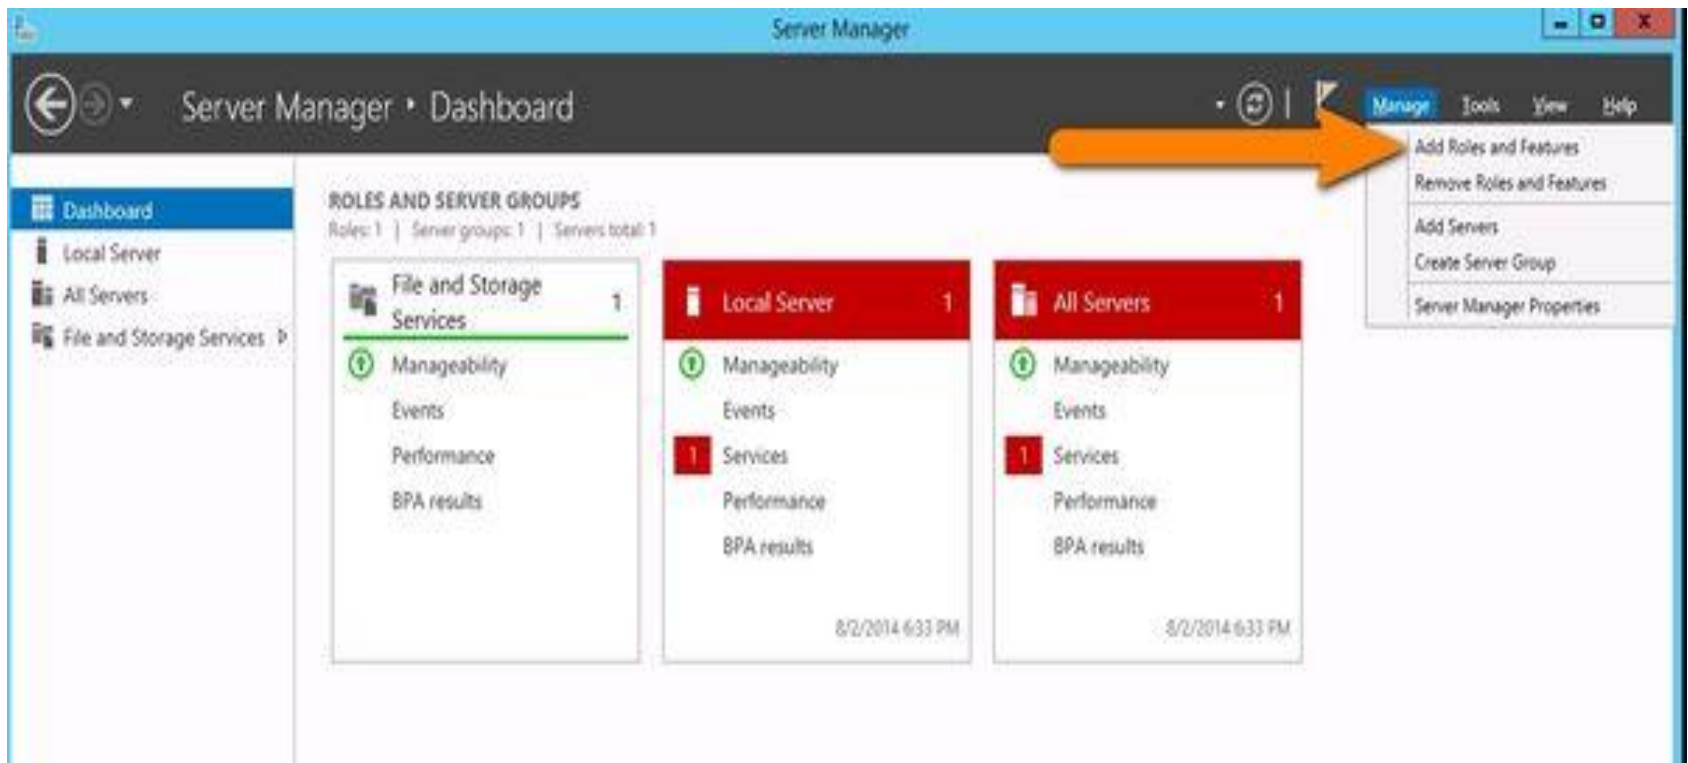 Server Manager
Server Manager • Dashboard
Manage Tools View Help
Add Roles and Features
Remove Roles and Features
Add Servers
Create Server Group
Server Manager Properties
Dashboard
Local Server
All Servers
File and Storage Services
ROLES AND SERVER GROUPS
Roles: 1 | Server groups: 1 | Servers total: 1
File and Storage
Services 1
Manageability
Events
Performance
BPA results
Local Server 1
Manageability
Events
1 Services
Performance
BPA results
8/2/2014 6:33 PM
All Servers 1
Manageability
Events
1 Services
Performance
BPA results
8/2/2014 6:33 PM